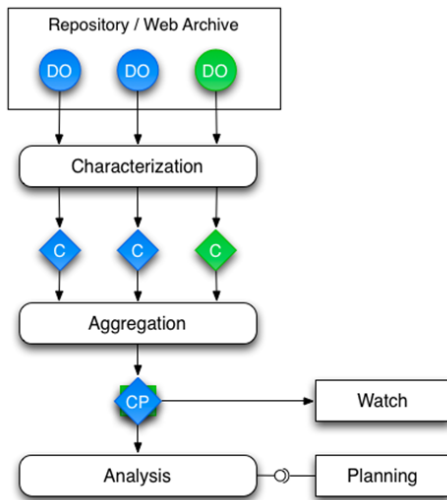 Repository / Web Archive
DO DO DO
Characterization
C C C
Aggregation
CP
Watch
Analysis
Planning